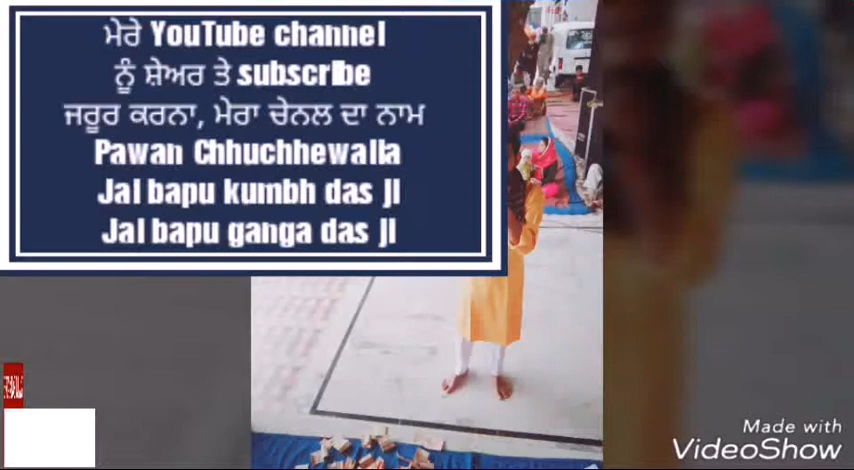 ਮੇਰੇ YouTube channel
ਨੂੰ ਸ਼ੇਅਰ ਤੇ subscribe
ਜਰੂਰ ਕਰਨਾ, ਮੇਰਾ ਚੇਨਲ ਦਾ ਨਾਮ
Pawan Chhuchhewalia
Jai bapu kumbh das ji
Jai bapu ganga das ji
Made with
VideoShow